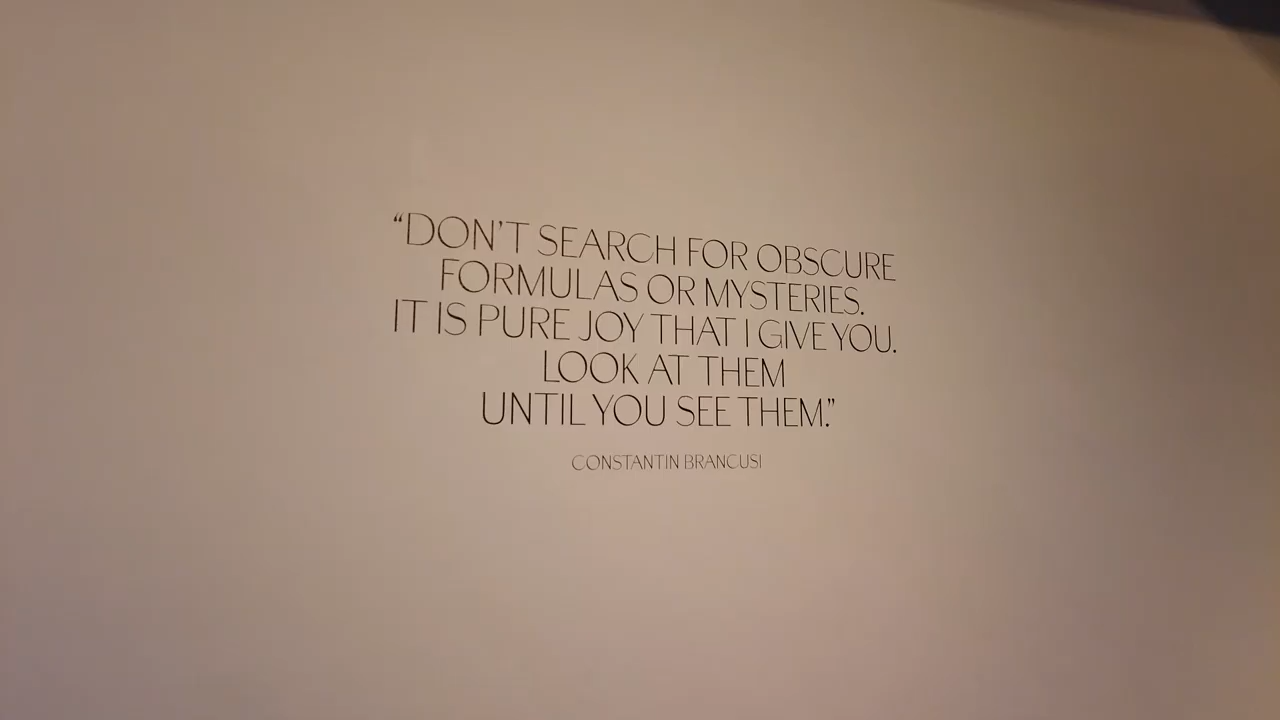 “DON’T SEARCH FOR OBSCURE
FORMULAS OR MYSTERIES.
IT IS PURE JOY THAT I GIVE YOU.
LOOK AT THEM
UNTIL YOU SEE THEM.”
CONSTANTIN BRANCUSI